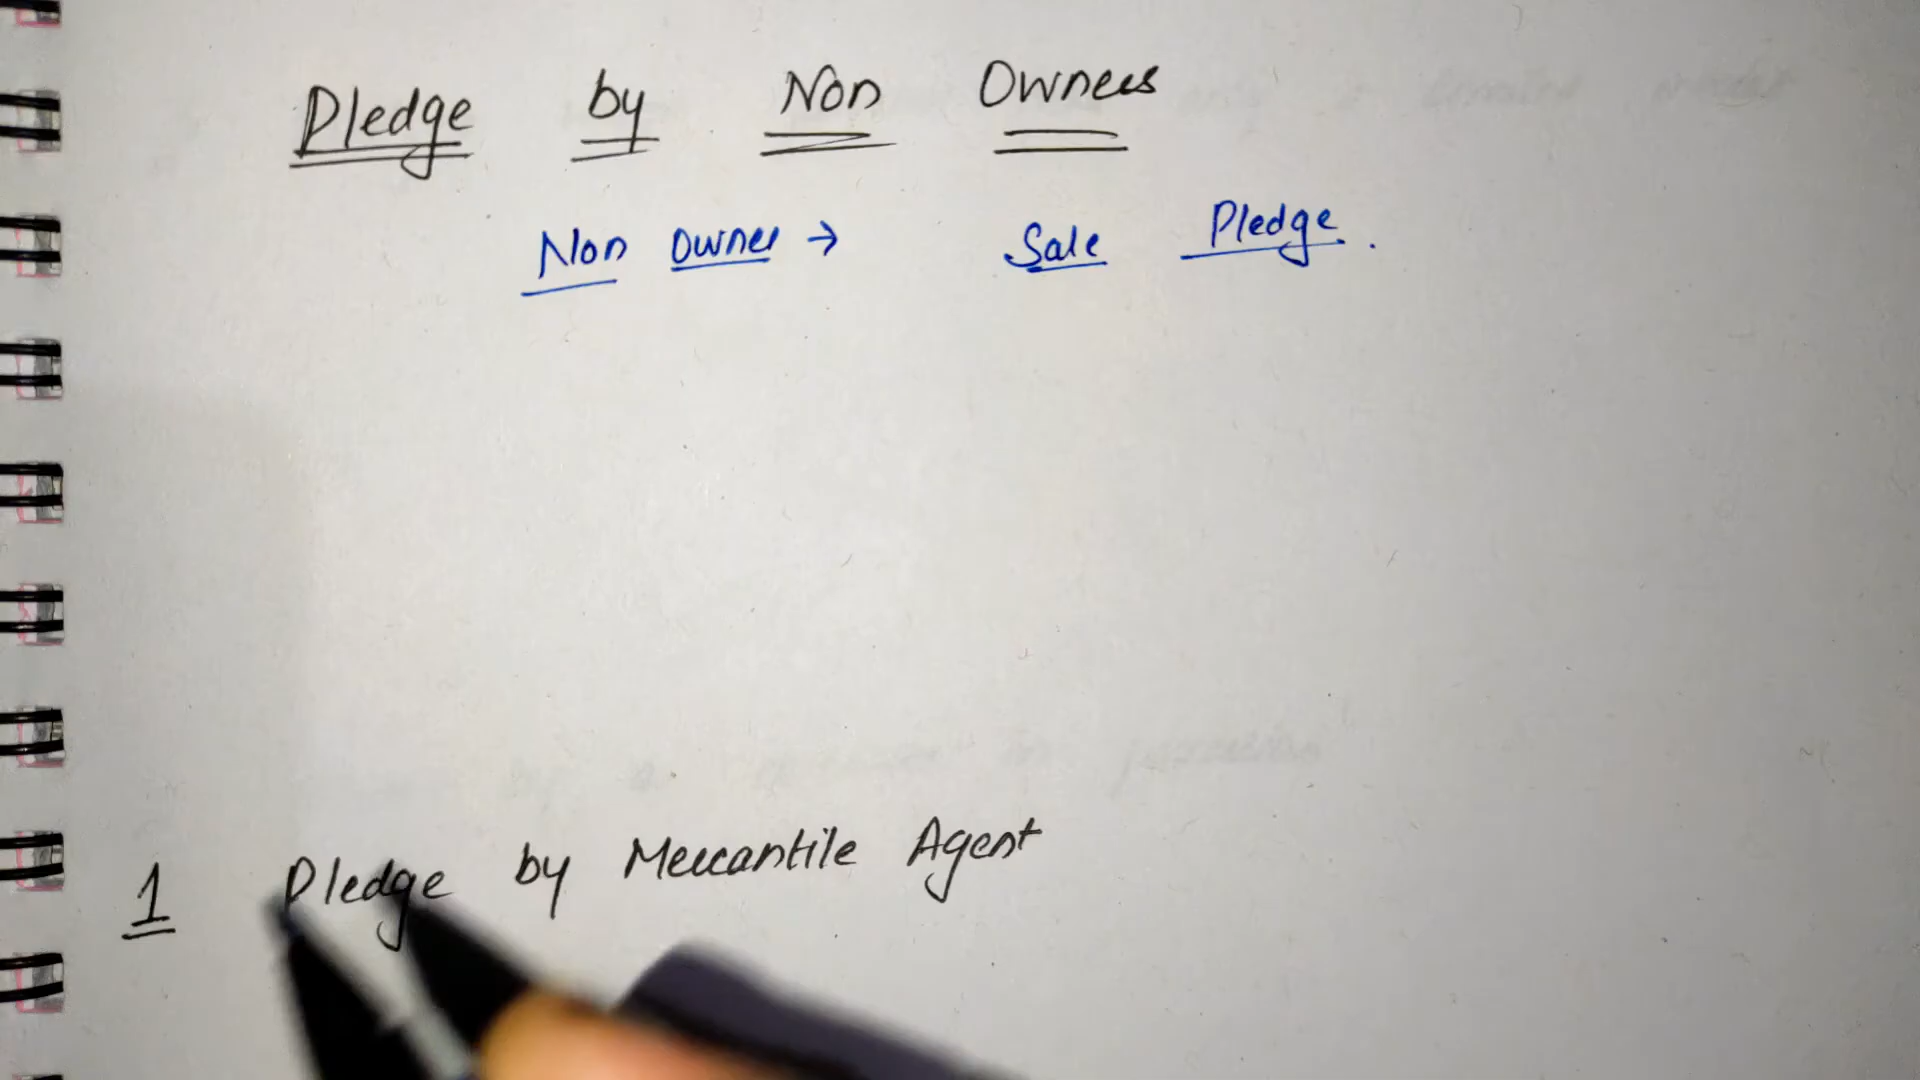 Pledge by Non Owners
Non Owner → Sale Pledge.
1 Pledge by Mercantile Agent